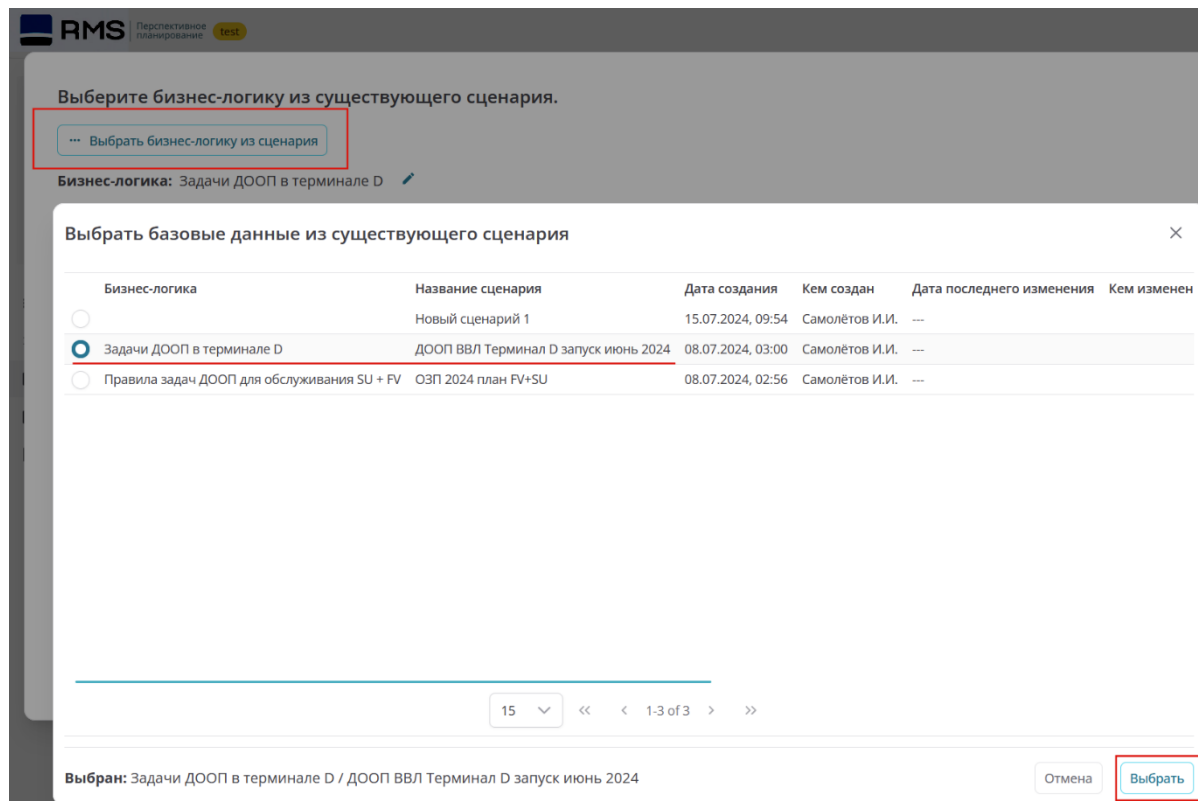 RMS Перспективное планирование test
Выберите бизнес-логику из существующего сценария.
··· Выбрать бизнес-логику из сценария
Бизнес-логика: Задачи ДООП в терминале D
Выбрать базовые данные из существующего сценария
Бизнес-логика Название сценария Дата создания Кем создан Дата последнего изменения Кем изменен
Новый сценарий 1 15.07.2024, 09:54 Самолётов И.И. ---
Задачи ДООП в терминале D ДООП ВВЛ Терминал D запуск июнь 2024 08.07.2024, 03:00 Самолётов И.И. ---
Правила задач ДООП для обслуживания SU + FV ОЗП 2024 план FV+SU 08.07.2024, 02:56 Самолётов И.И. ---
15 << < 1-3 of 3 > >>
Выбран: Задачи ДООП в терминале D / ДООП ВВЛ Терминал D запуск июнь 2024 Отмена Выбрать